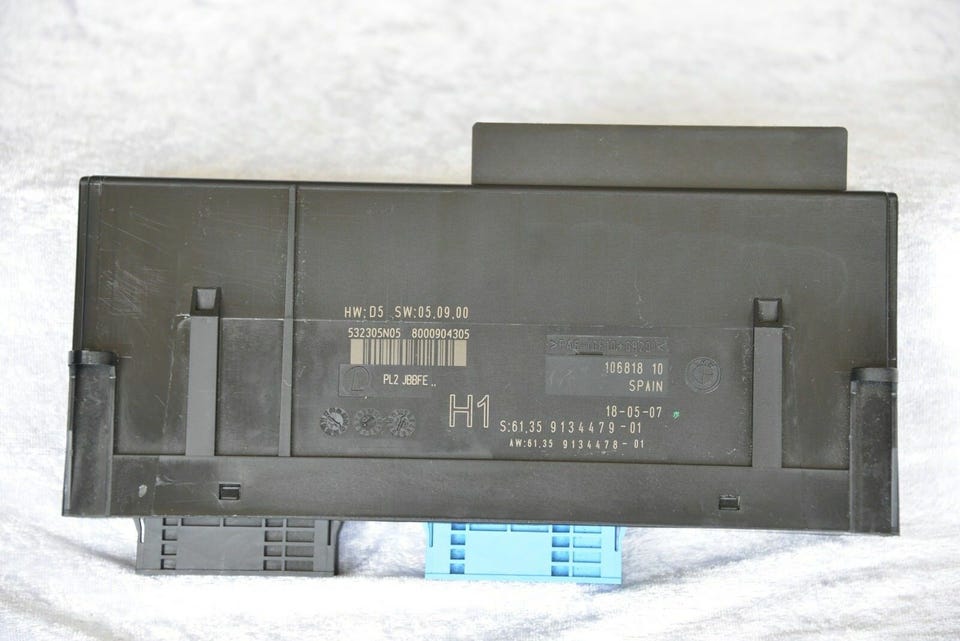 HW:D5 SW:05.09.00
532305N05 8000904305
PL2 JBBFE ..
106818 10
SPAIN
H1
18-05-07
S:61.35 9134479-01
AW:61.35 9134478-01